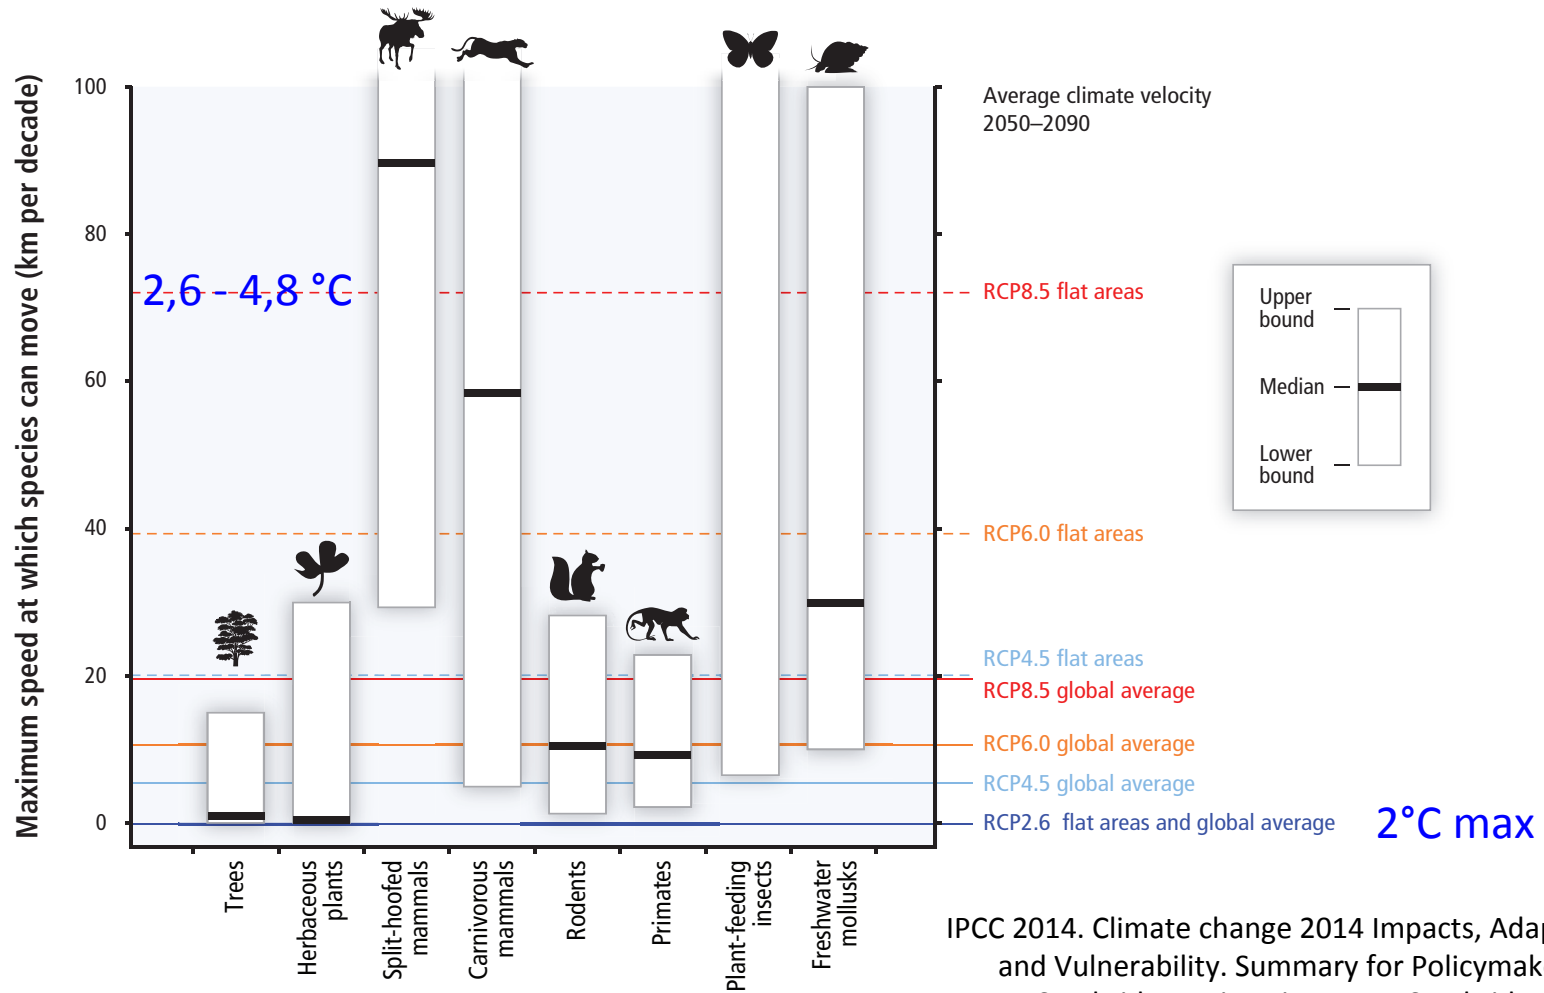 Maximum speed at which species can move (km per decade)
100
80
60
40
20
0
2,6 - 4,8 °C
Average climate velocity
2050–2090
RCP8.5 flat areas
RCP6.0 flat areas
RCP4.5 flat areas
RCP8.5 global average
RCP6.0 global average
RCP4.5 global average
RCP2.6 flat areas and global average
2°C max
Upper
bound
Median
Lower
bound
Trees
Herbaceous
plants
Split-hoofed
mammals
Carnivorous
mammals
Rodents
Primates
Plant-feeding
insects
Freshwater
mollusks
IPCC 2014. Climate change 2014 Impacts, Adap
and Vulnerability. Summary for Policymake